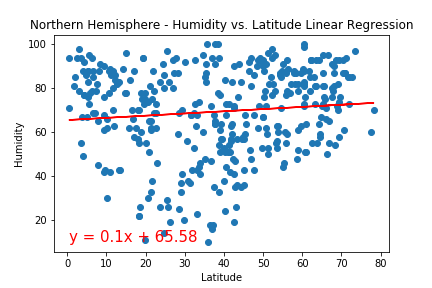 Northern Hemisphere - Humidity vs. Latitude Linear Regression
100
80
60
40
20
Humidity
y = 0.1x + 65.58
0 10 20 30 40 50 60 70 80
Latitude